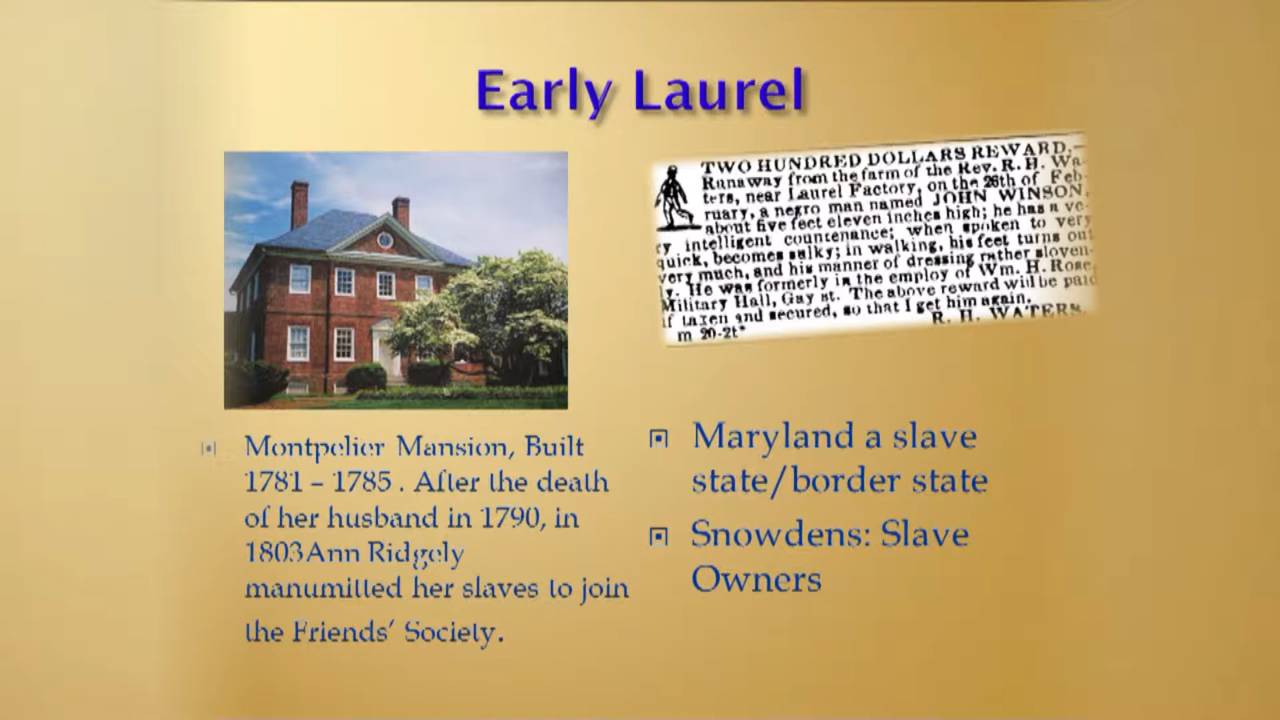 Early Laurel
TWO HUNDRED DOLLARS REWARD.—
Runaway from the farm of the Rev. R. H. Wa-
ters, near Laurel Factory, on the 26th of Feb-
ruary, a negro man named JOHN WINSON,
about five feet eleven inches high; he has a ve-
ry intelligent countenance; when spoken to very
quick, becomes sulky; in walking, his feet turns out
very much, and his manner of dressing rather sloven-
y. He was formerly in the employ of Wm. H. Rose,
Military Hall, Gay st. The above reward will be paid
if taxen and secured, so that I get him again.
R. H. WATERS.
m 20-2t*
Montpelier Mansion, Built
1781 – 1785 . After the death
of her husband in 1790, in
1803Ann Ridgely
manumitted her slaves to join
the Friends’ Society.
Maryland a slave
state/border state
Snowdens: Slave
Owners